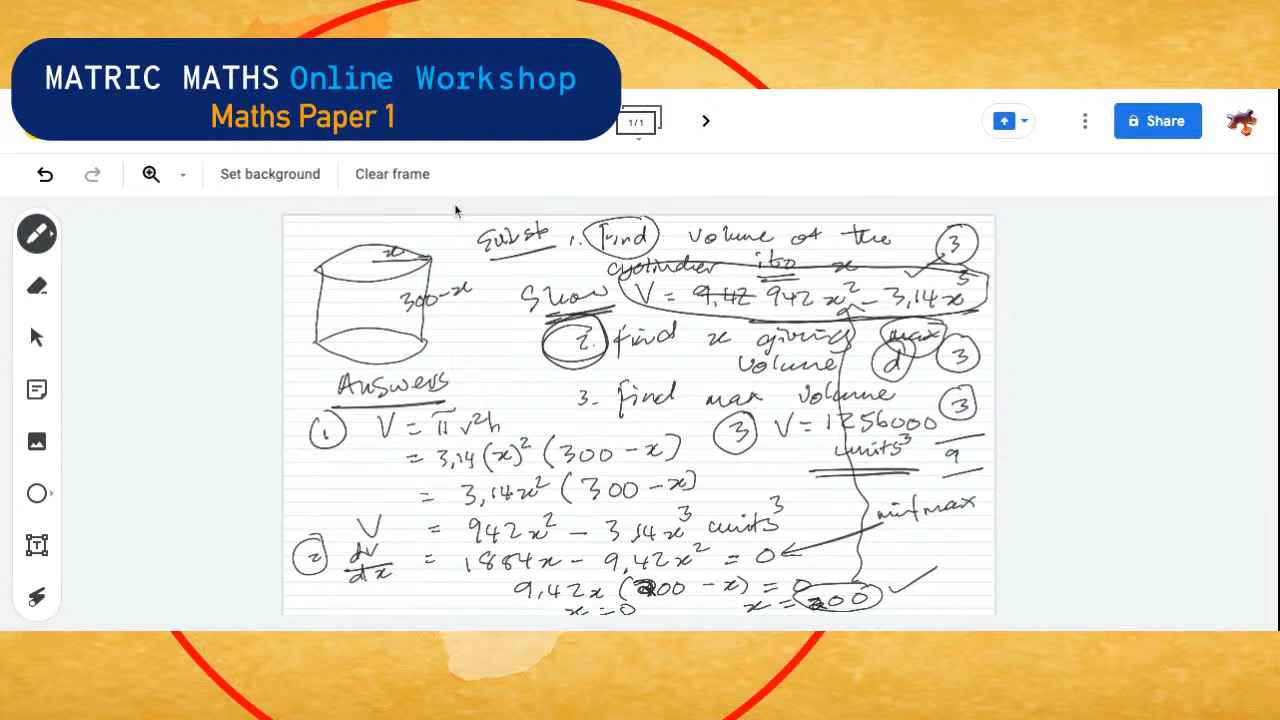 MATRIC MATHS Online Workshop
Maths Paper 1
1/1
Share
Set background
Clear frame
1. Find volume of the 3
cylinder ito x
x
300-x
Show V = 942x² - 3,14x³
2. find x giving max
volume d 3
Answers
3. find max volume 3
① V = πr²h
③ V = 1256000
units³ 9
= 3,14(x)² (300 - x)
= 3,14x² (300 - x)
V = 942x² - 3,14x³ units³
min/max
② dV/dx = 1884x - 9,42x² = 0
9,42x (200 - x) = 0
x = 0 x = 200